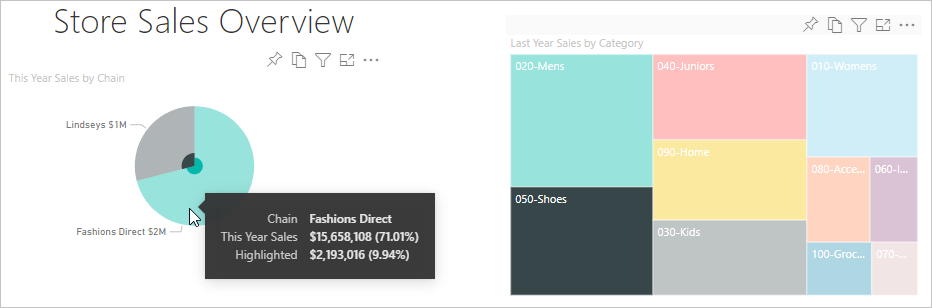 Store Sales Overview
This Year Sales by Chain
Lindseys $1M
Fashions Direct $2M
Chain Fashions Direct
This Year Sales $15,658,108 (71.01%)
Highlighted $2,193,016 (9.94%)
Last Year Sales by Category
020-Mens
040-Juniors
010-Womens
090-Home
080-Acce...
060-I...
050-Shoes
030-Kids
100-Groc...
070-...